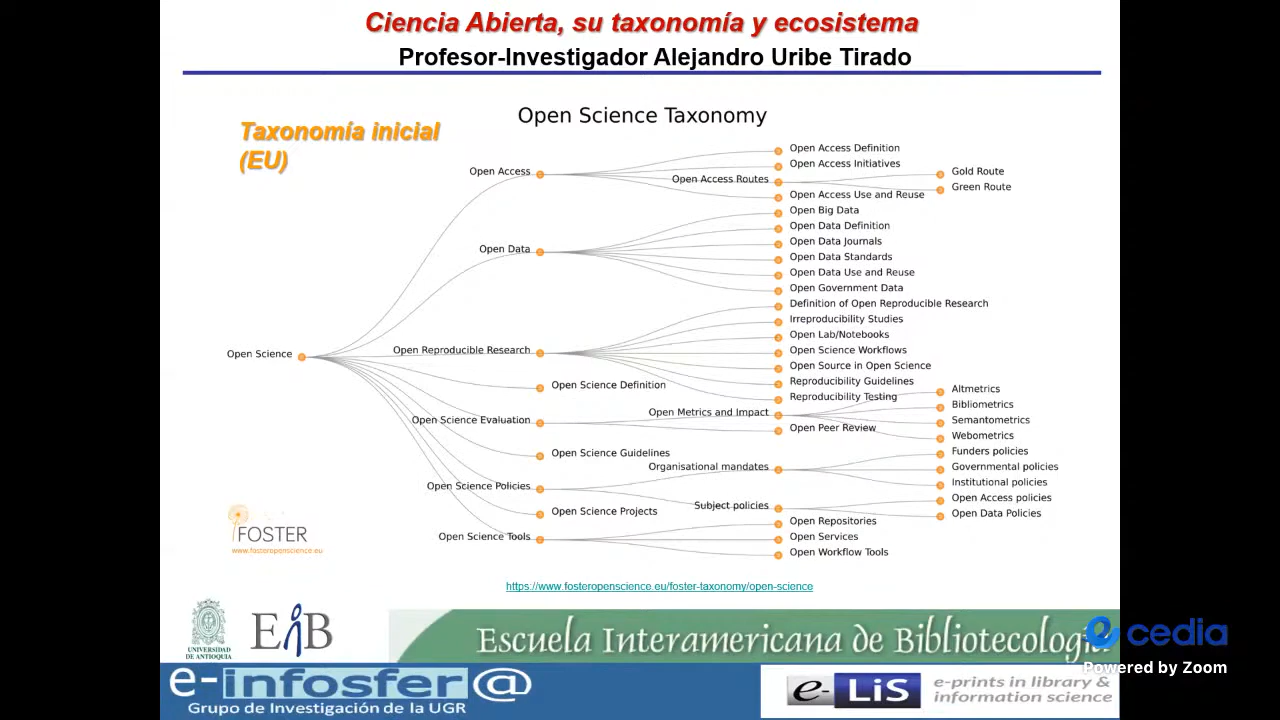 Ciencia Abierta, su taxonomía y ecosistema
Profesor-Investigador Alejandro Uribe Tirado
Taxonomía inicial
(EU)
Open Science Taxonomy
Open Science
Open Access
Open Access Definition
Open Access Initiatives
Open Access Routes
Gold Route
Green Route
Open Access Use and Reuse
Open Data
Open Big Data
Open Data Definition
Open Data Journals
Open Data Standards
Open Data Use and Reuse
Open Government Data
Open Reproducible Research
Definition of Open Reproducible Research
Irreproducibility Studies
Open Lab/Notebooks
Open Science Workflows
Open Source in Open Science
Reproducibility Guidelines
Reproducibility Testing
Open Science Definition
Open Science Evaluation
Open Metrics and Impact
Altmetrics
Bibliometrics
Semantometrics
Webometrics
Open Peer Review
Open Science Guidelines
Open Science Policies
Organisational mandates
Funders policies
Governmental policies
Institutional policies
Subject policies
Open Access policies
Open Data Policies
Open Science Projects
Open Science Tools
Open Repositories
Open Services
Open Workflow Tools
FOSTER
www.fosteropenscience.eu
https://www.fosteropenscience.eu/foster-taxonomy/open-science
UNIVERSIDAD
DE ANTIOQUIA
EIB
Escuela Interamericana de Bibliotecología
cedia
Powered by Zoom
e-infosfer@
Grupo de Investigación de la UGR
e-LiS
e-prints in library &
information science